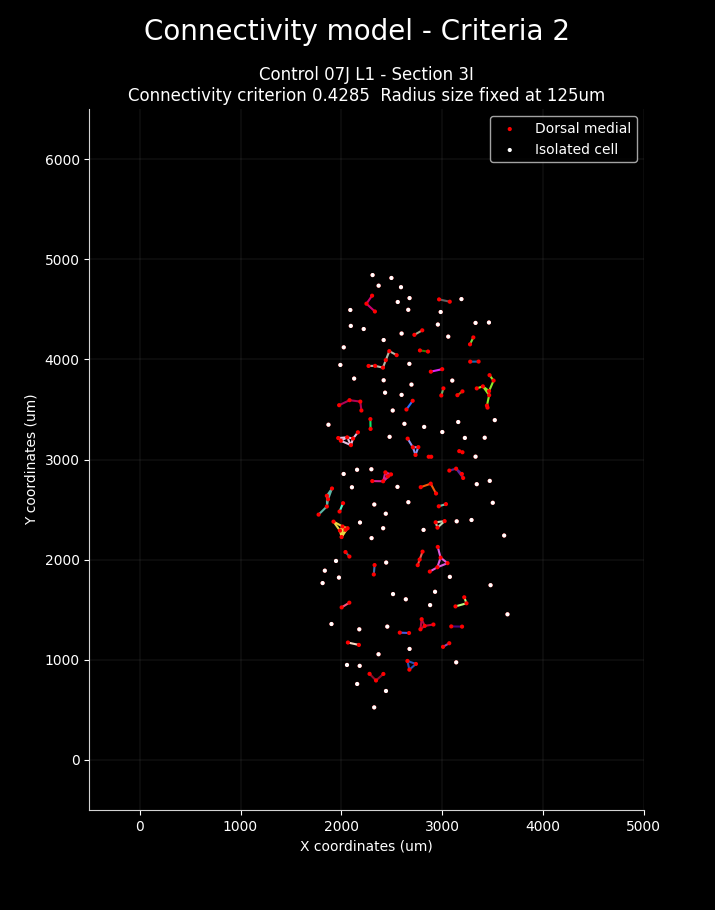 Connectivity model - Criteria 2
Control 07J L1 - Section 3I
Connectivity criterion 0.4285  Radius size fixed at 125um
Dorsal medial
Isolated cell
6000
5000
4000
3000
2000
1000
0
Y coordinates (um)
0
1000
2000
3000
4000
5000
X coordinates (um)